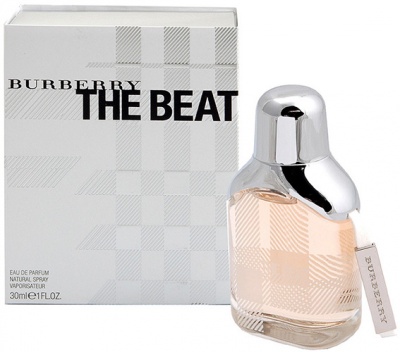 BURBERRY
THE BEAT
EAU DE PARFUM
NATURAL SPRAY
VAPORISATEUR
30ml℮1FL.OZ.
BURBERRY